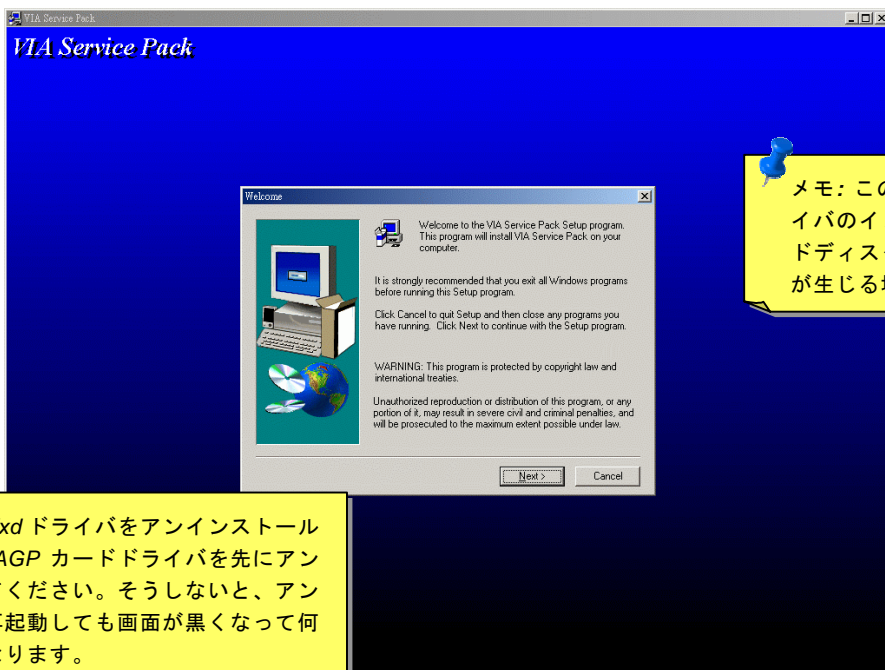 VIA Service Pack
VIA Service Pack
Welcome
Welcome to the VIA Service Pack Setup program.
This program will install VIA Service Pack on your
computer.
It is strongly recommended that you exit all Windows programs
before running this Setup program.
Click Cancel to quit Setup and then close any programs you
have running. Click Next to continue with the Setup program.
WARNING: This program is protected by copyright law and
international treaties.
Unauthorized reproduction or distribution of this program, or any
portion of it, may result in severe civil and criminal penalties, and
will be prosecuted to the maximum extent possible under law.
Next >
Cancel
メモ: この
イバのイ
ドディス
が生じる
xd ドライバをアンインストール
AGP カードドライバを先にアン
ください。そうしないと、アン
起動しても画面が黒くなって何
ります。